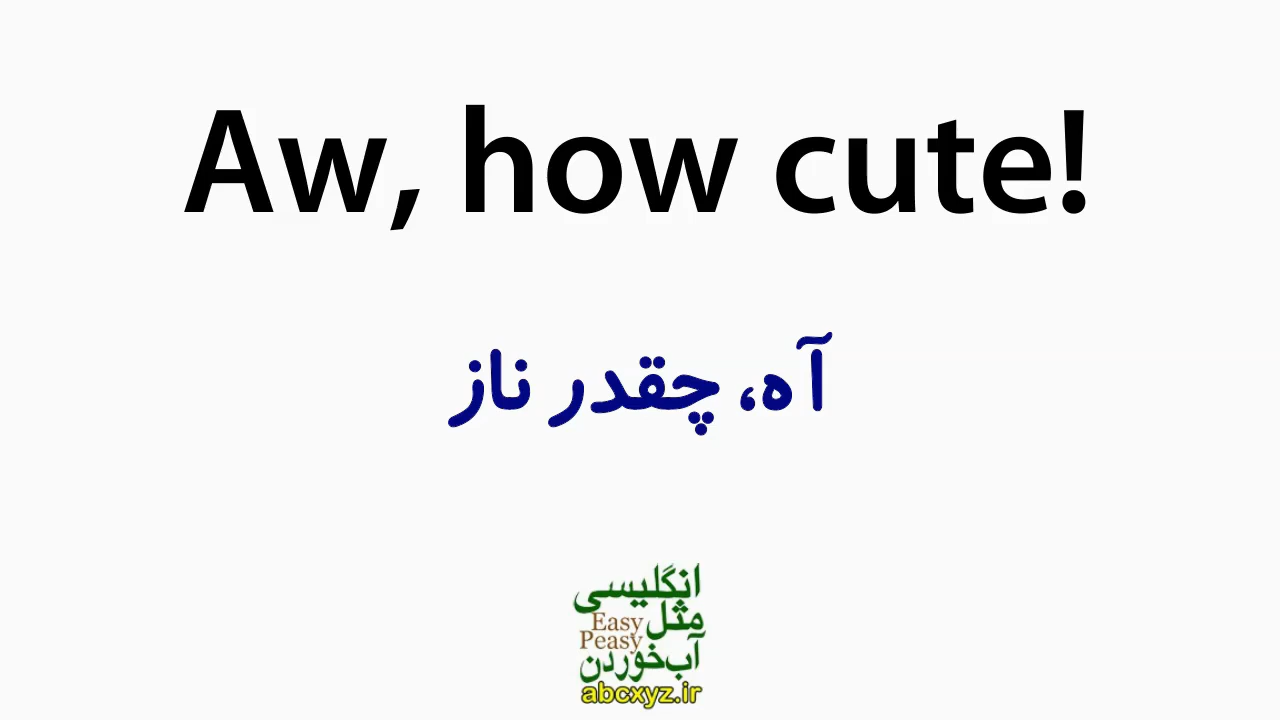 Aw, how cute!
آه، چقدر ناز
انگلیسی
مثل
Easy
Peasy
آب‌خوردن
abcxyz.ir